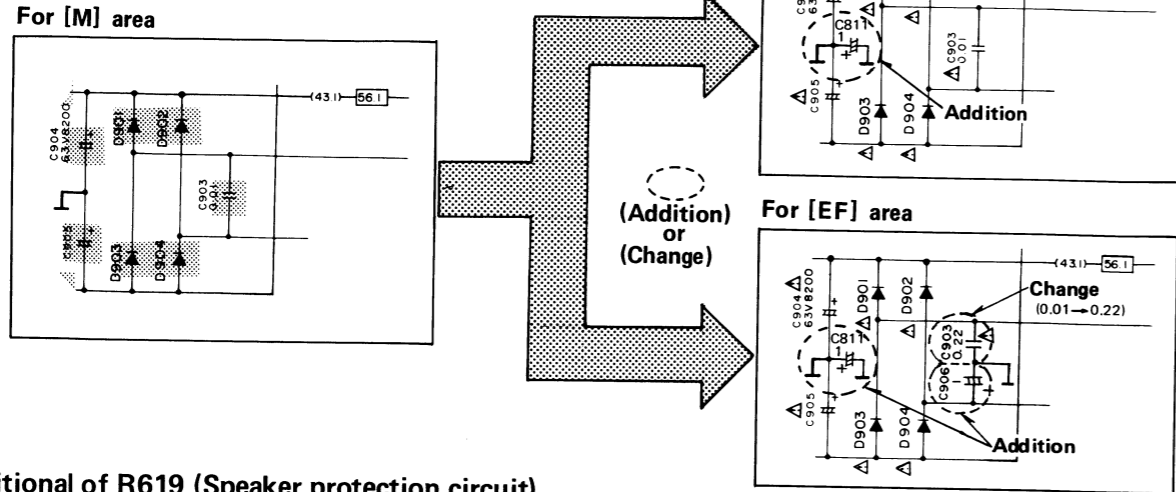 For [M] area
(43.1) 56.1
D901
D902
C904
63V8200
C903
0.01
D903
D904
(Addition)
or
(Change)
C811
1
+
C903
0.01
C905
+
D903
D904
Addition
For [EF] area
(43.1) 56.1
C904
63V8200
+
D901
D902
Change
(0.01→0.22)
C811
1
+
C903
0.22
C906
1
+
C905
+
D903
D904
Addition
itional of R619 (Speaker protection circuit)